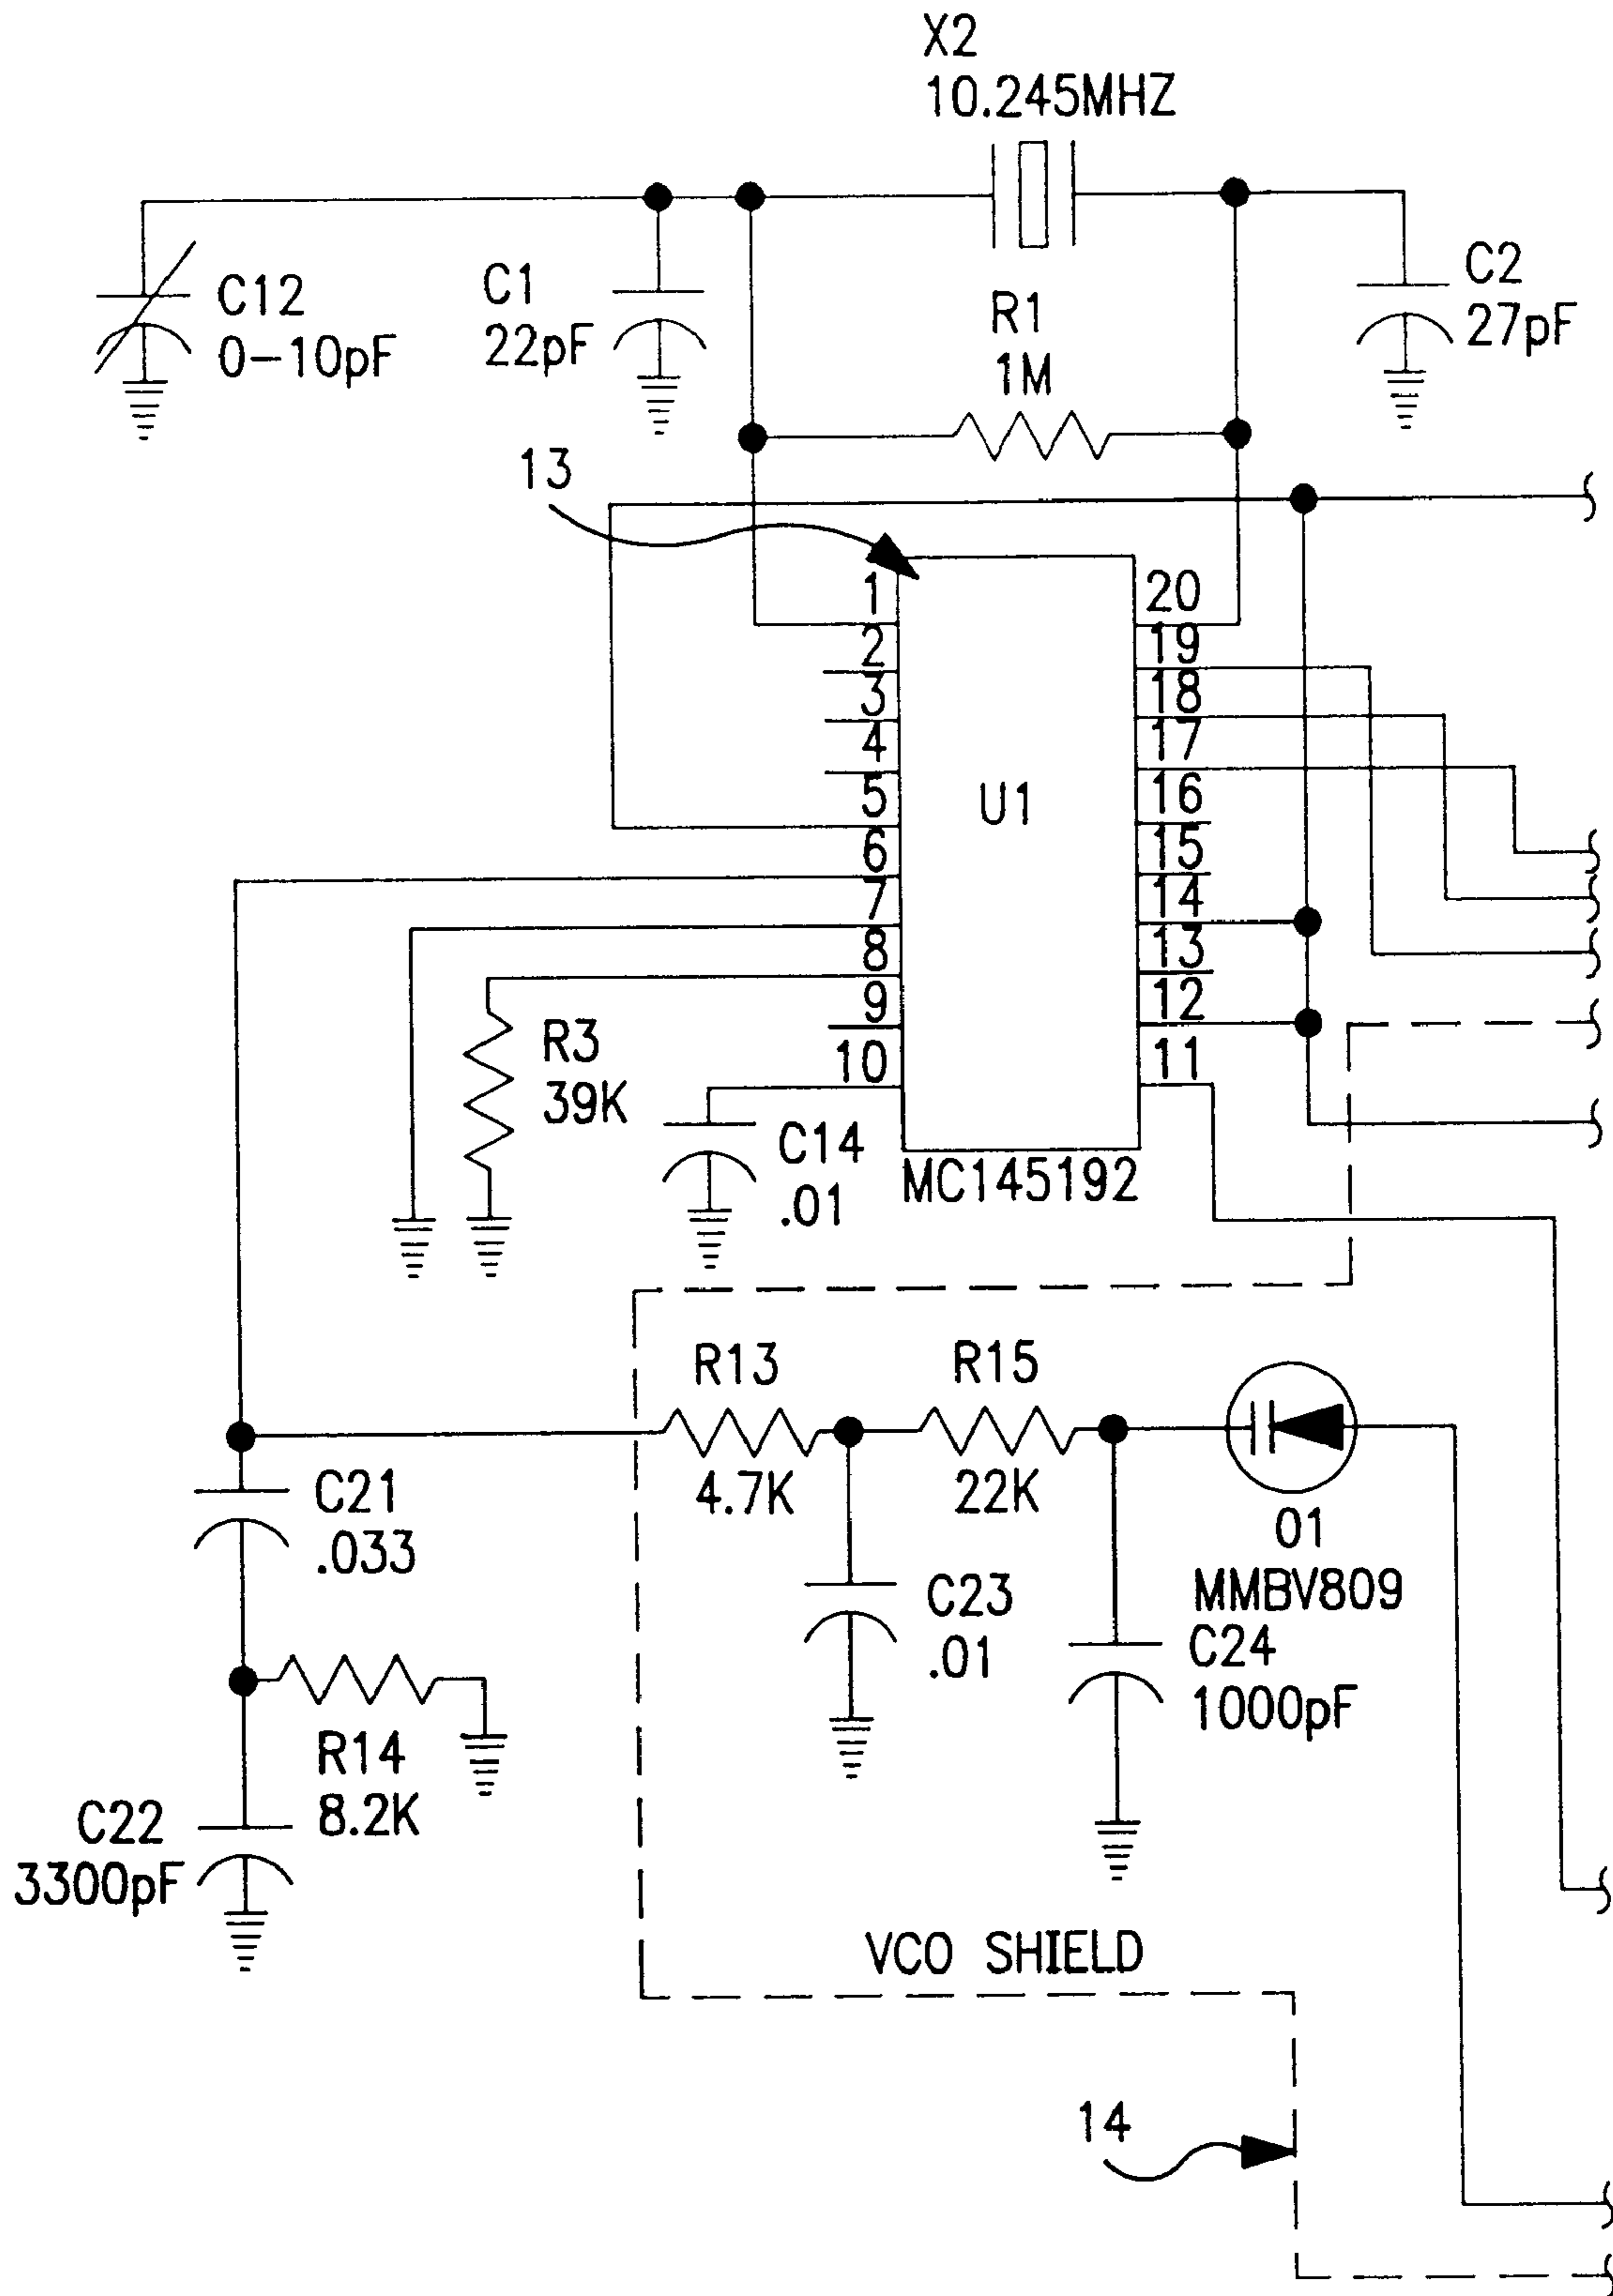 X2
10.245MHZ
C12
0-10pF
C1
22pF
R1
1M
C2
27pF
13
1
2
3
4
5
6
7
8
9
10
U1
20
19
18
17
16
15
14
13
12
11
MC145192
R3
39K
C14
.01
R13
4.7K
R15
22K
O1
MMBV809
C21
.033
C23
.01
C24
1000pF
R14
8.2K
C22
3300pF
VCO SHIELD
14